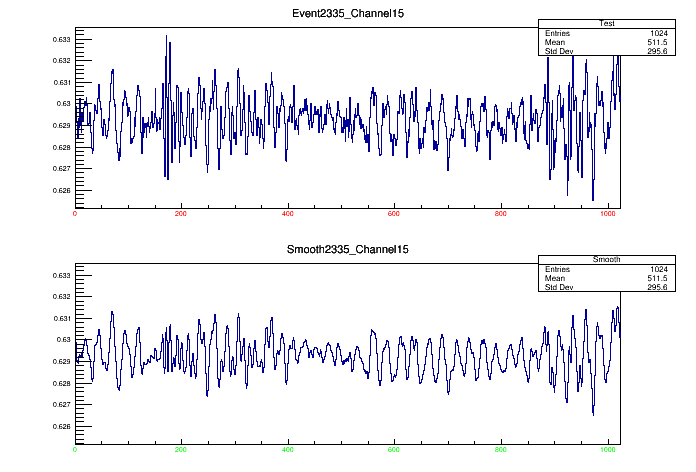 Event2335_Channel15
Test
Entries 1024
Mean 511.5
Std Dev 295.6
0.633
0.632
0.631
0.63
0.629
0.628
0.627
0.626
0 200 400 600 800 1000
Smooth2335_Channel15
Smooth
Entries 1024
Mean 511.5
Std Dev 295.6
0.633
0.632
0.631
0.63
0.629
0.628
0.627
0.626
0 200 400 600 800 1000